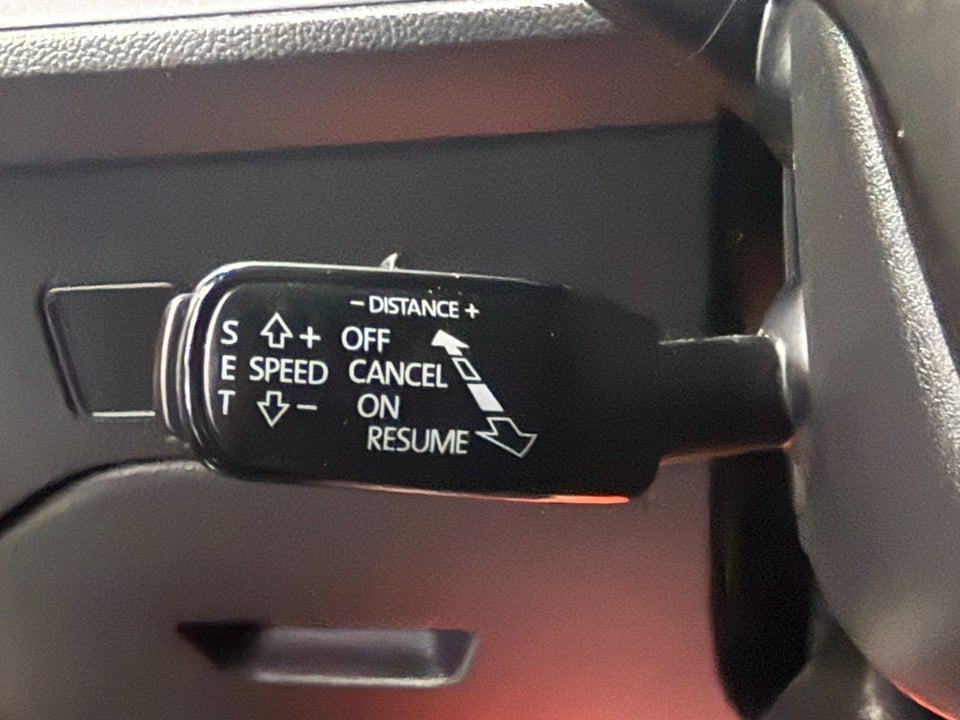 − DISTANCE +
S + OFF
E SPEED CANCEL
T − ON
RESUME